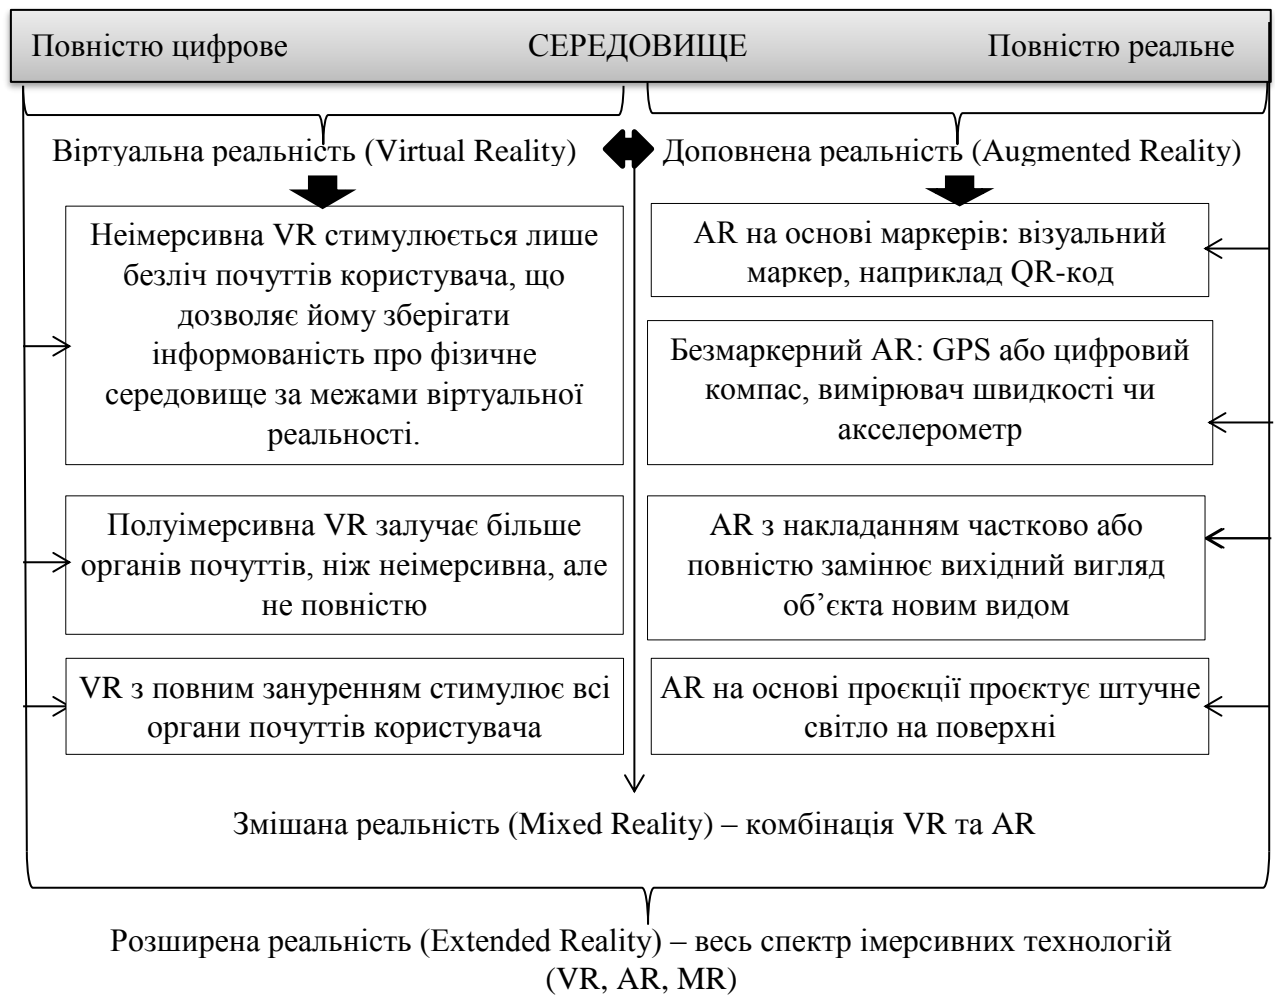 Повністю цифрове СЕРЕДОВИЩЕ Повністю реальне
Віртуальна реальність (Virtual Reality)
Доповнена реальність (Augmented Reality)
Неімерсивна VR стимулюється лише
безліч почуттів користувача, що
дозволяє йому зберігати
інформованість про фізичне
середовище за межами віртуальної
реальності.
Полуімерсивна VR залучає більше
органів почуттів, ніж неімерсивна, але
не повністю
VR з повним зануренням стимулює всі
органи почуттів користувача
AR на основі маркерів: візуальний
маркер, наприклад QR-код
Безмаркерний AR: GPS або цифровий
компас, вимірювач швидкості чи
акселерометр
AR з накладанням частково або
повністю замінює вихідний вигляд
об’єкта новим видом
AR на основі проєкції проєктує штучне
світло на поверхні
Змішана реальність (Mixed Reality) – комбінація VR та AR
Розширена реальність (Extended Reality) – весь спектр імерсивних технологій
(VR, AR, MR)